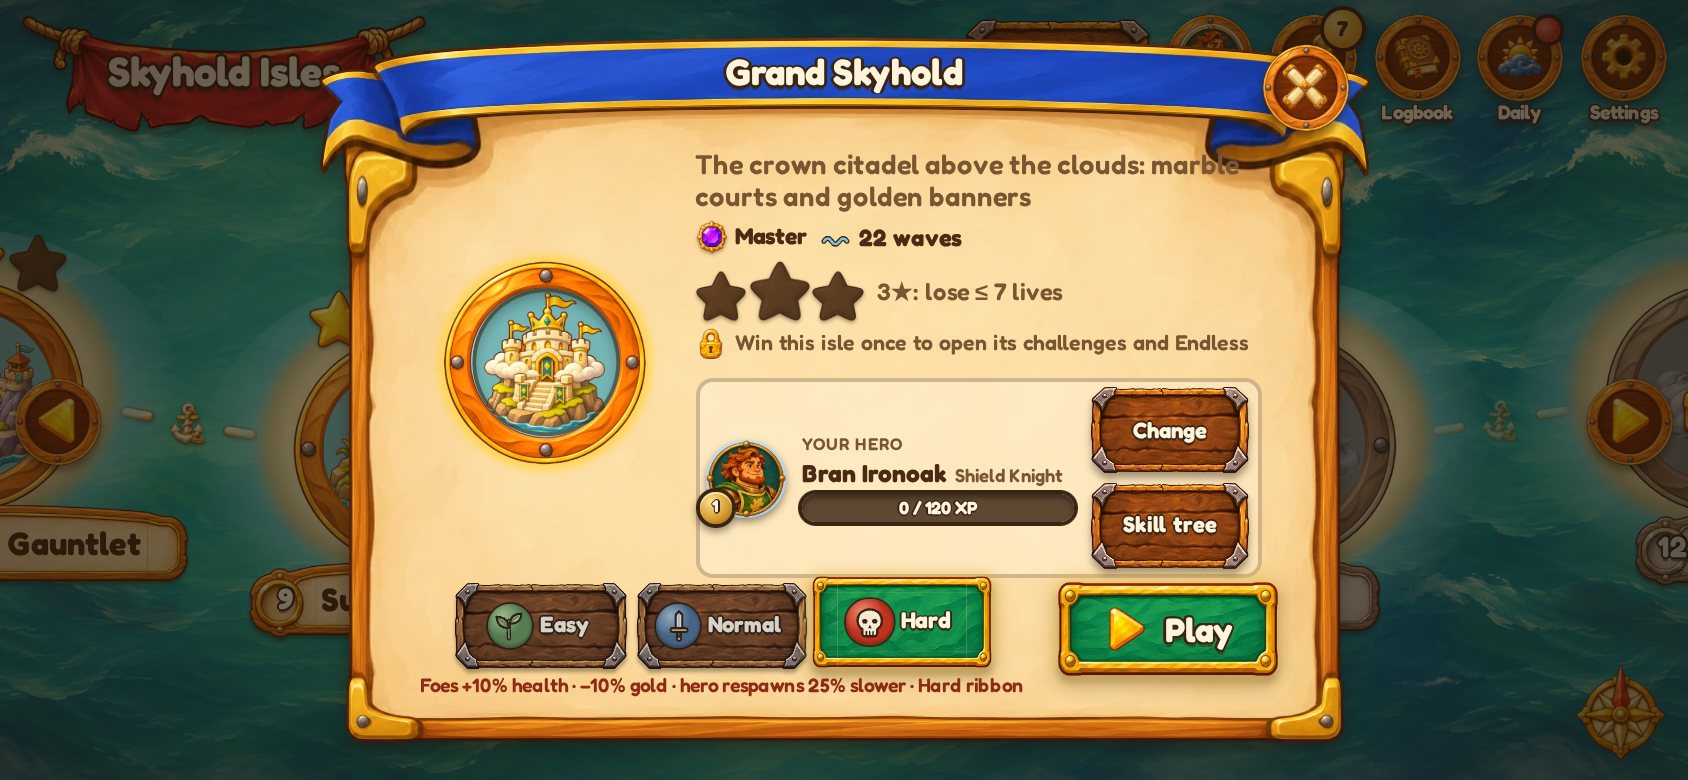 Skyhold Isles
Grand Skyhold
7
Logbook
Daily
Settings
The crown citadel above the clouds: marble
courts and golden banners
Master
22 waves
3★: lose ≤ 7 lives
Win this isle once to open its challenges and Endless
YOUR HERO
Bran Ironoak Shield Knight
1
0 / 120 XP
Change
Skill tree
Gauntlet
9
Su
12
Easy
Normal
Hard
Play
Foes +10% health · −10% gold · hero respawns 25% slower · Hard ribbon